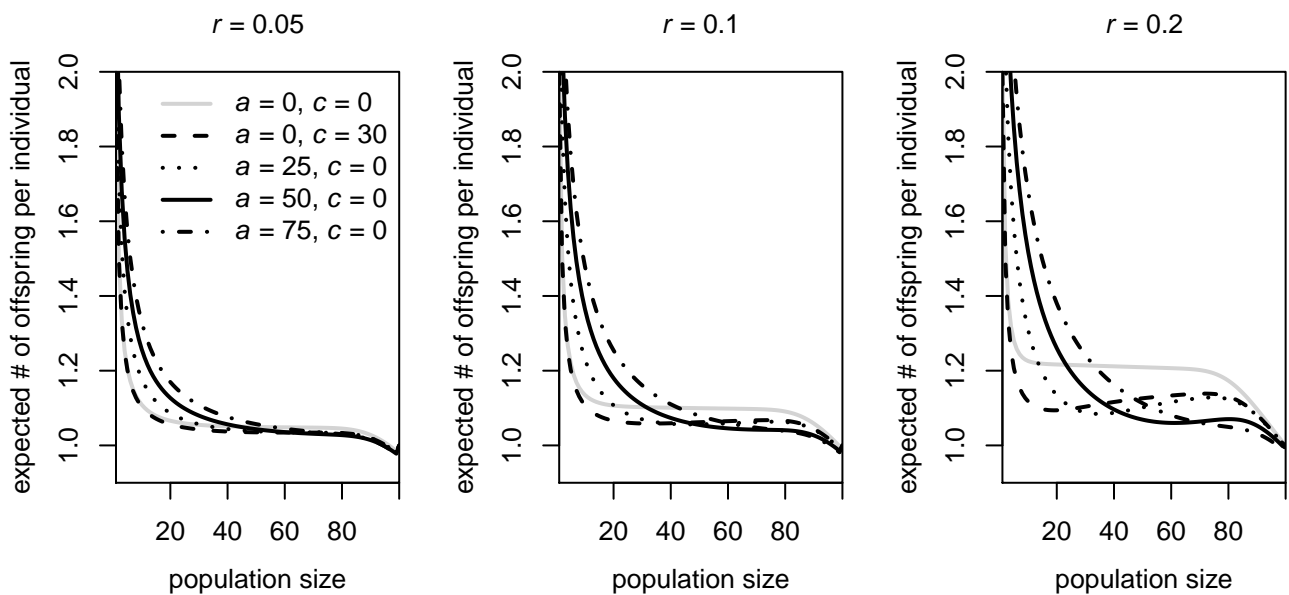 r = 0.05
expected # of offspring per individual
2.0
1.8
1.6
1.4
1.2
1.0
a = 0, c = 0
a = 0, c = 30
a = 25, c = 0
a = 50, c = 0
a = 75, c = 0
20 40 60 80
population size
r = 0.1
expected # of offspring per individual
2.0
1.8
1.6
1.4
1.2
1.0
20 40 60 80
population size
r = 0.2
expected # of offspring per individual
2.0
1.8
1.6
1.4
1.2
1.0
20 40 60 80
population size